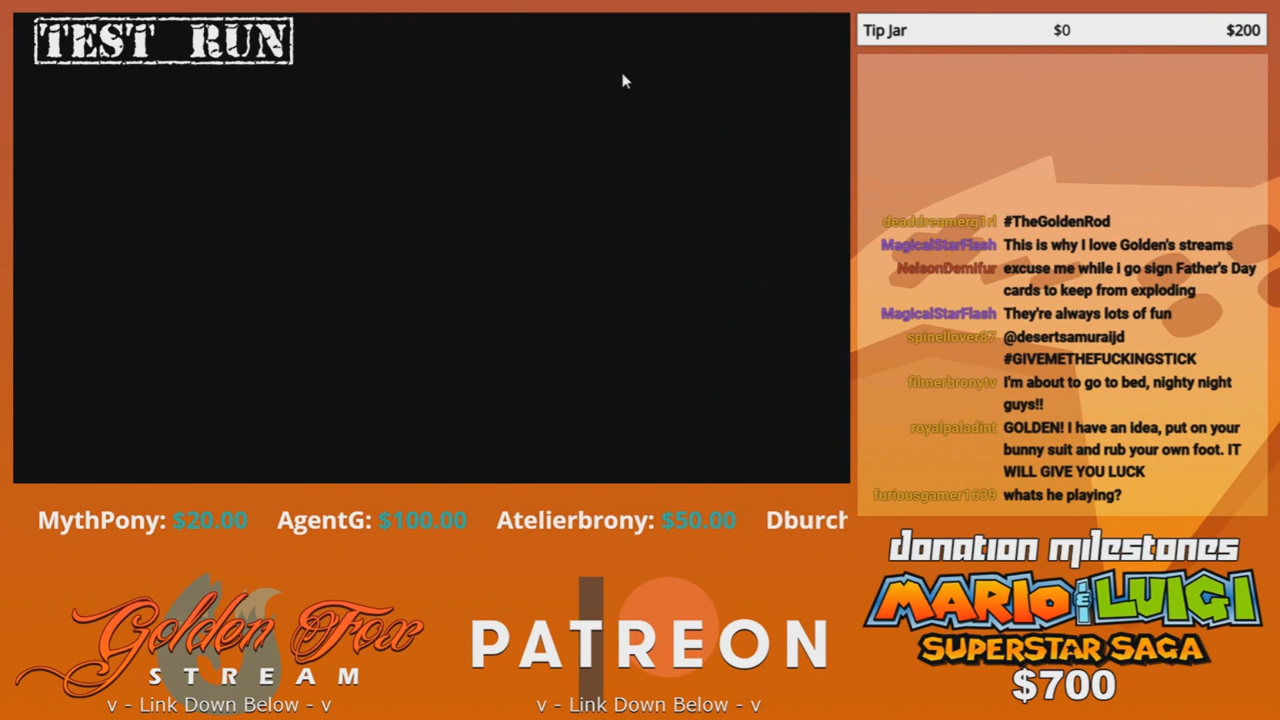 TEST RUN
Tip Jar $0 $200
deaddreamergirl #TheGoldenRod
MagicalStarFlash This is why I love Golden's streams
NelsonDemifur excuse me while i go sign Father's Day
cards to keep from exploding
MagicalStarFlash They're always lots of fun
spinellover87 @desertsamuraijd
#GIVEMETHEFUCKINGSTICK
filmerbronytv I'm about to go to bed, nighty night
guys!!
royalpaladint GOLDEN! I have an idea, put on your
bunny suit and rub your own foot. IT
WILL GIVE YOU LUCK
furiousgamer1639 whats he playing?
MythPony: $20.00 AgentG: $100.00 Atelierbrony: $50.00 Dburch
Golden Fox
STREAM
v - Link Down Below - v
PATREON
v - Link Down Below - v
donation milestones
MARIO & LUIGI
SUPERSTAR SAGA
$700